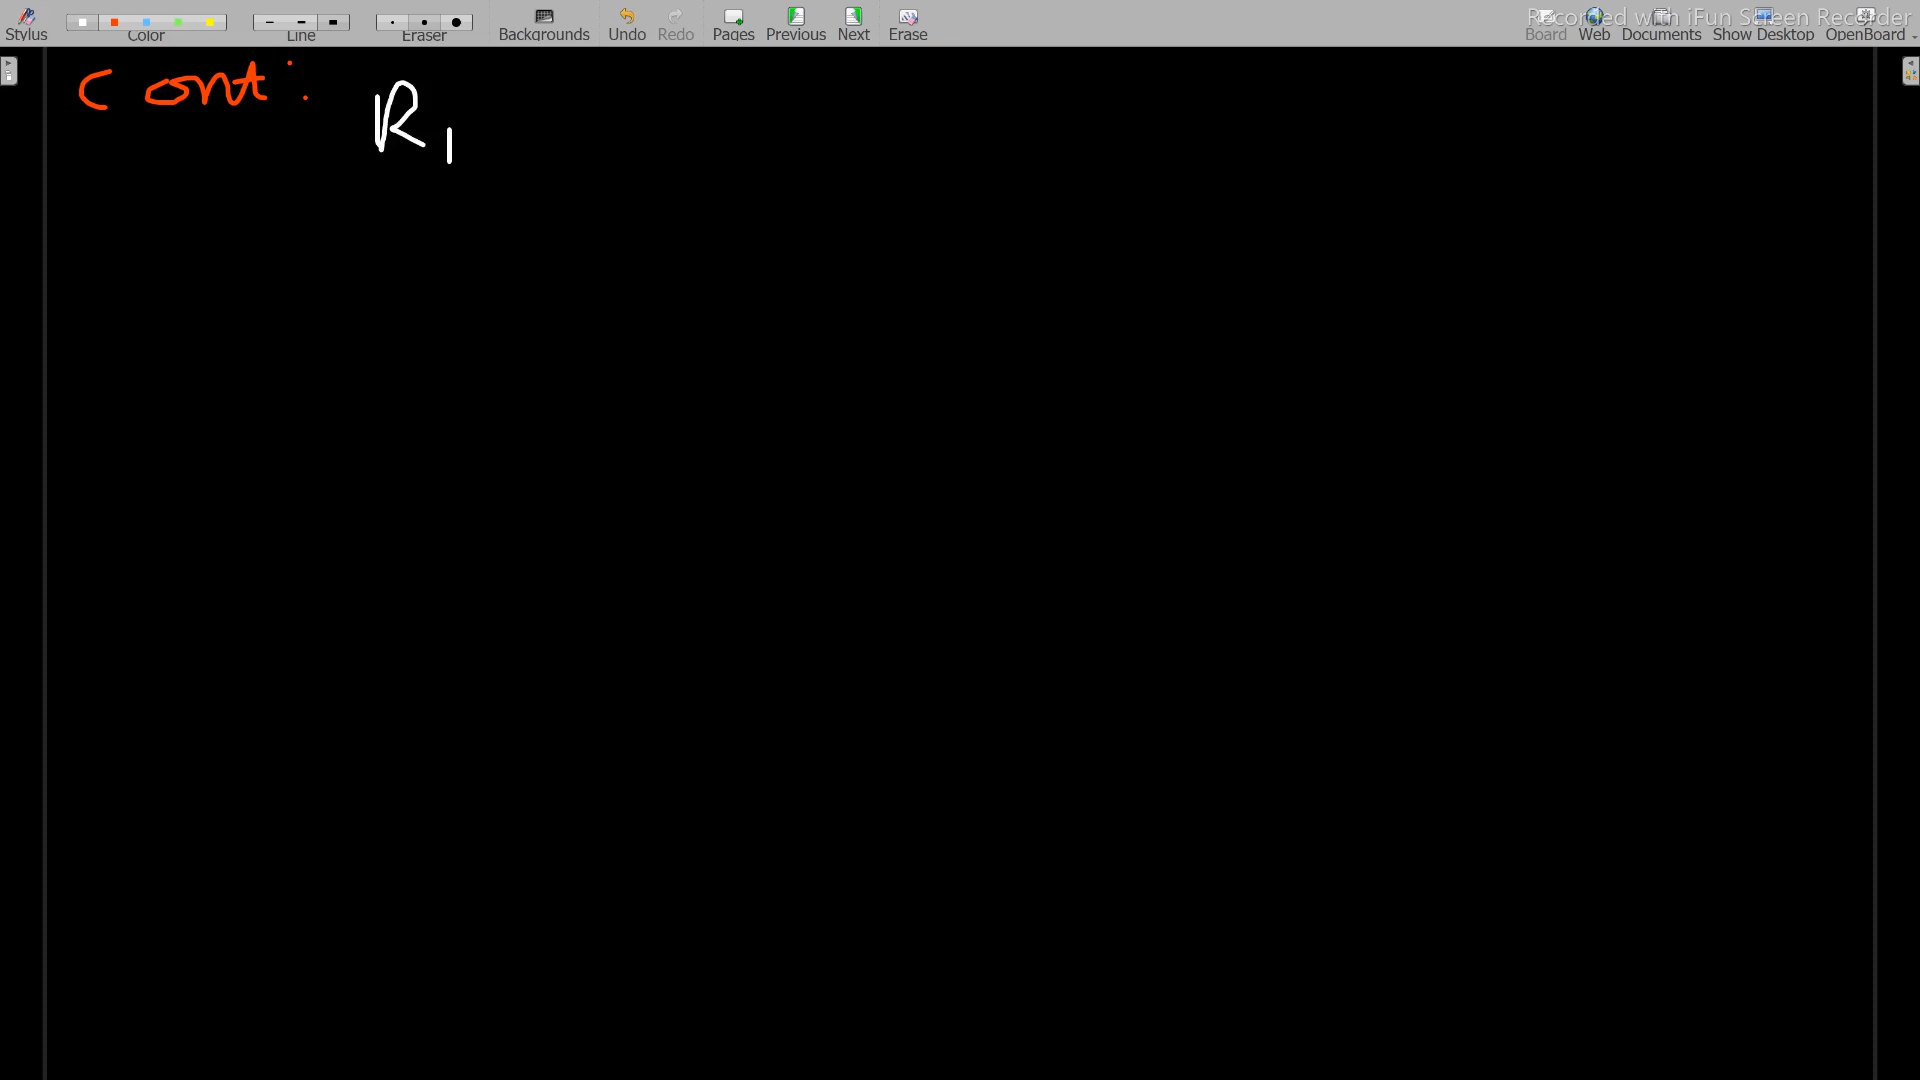 Recorded with iFun Screen Recorder
Stylus Color Line Eraser Backgrounds Undo Redo Pages Previous Next Erase Board Web Documents Show Desktop OpenBoard
Cont:
R1